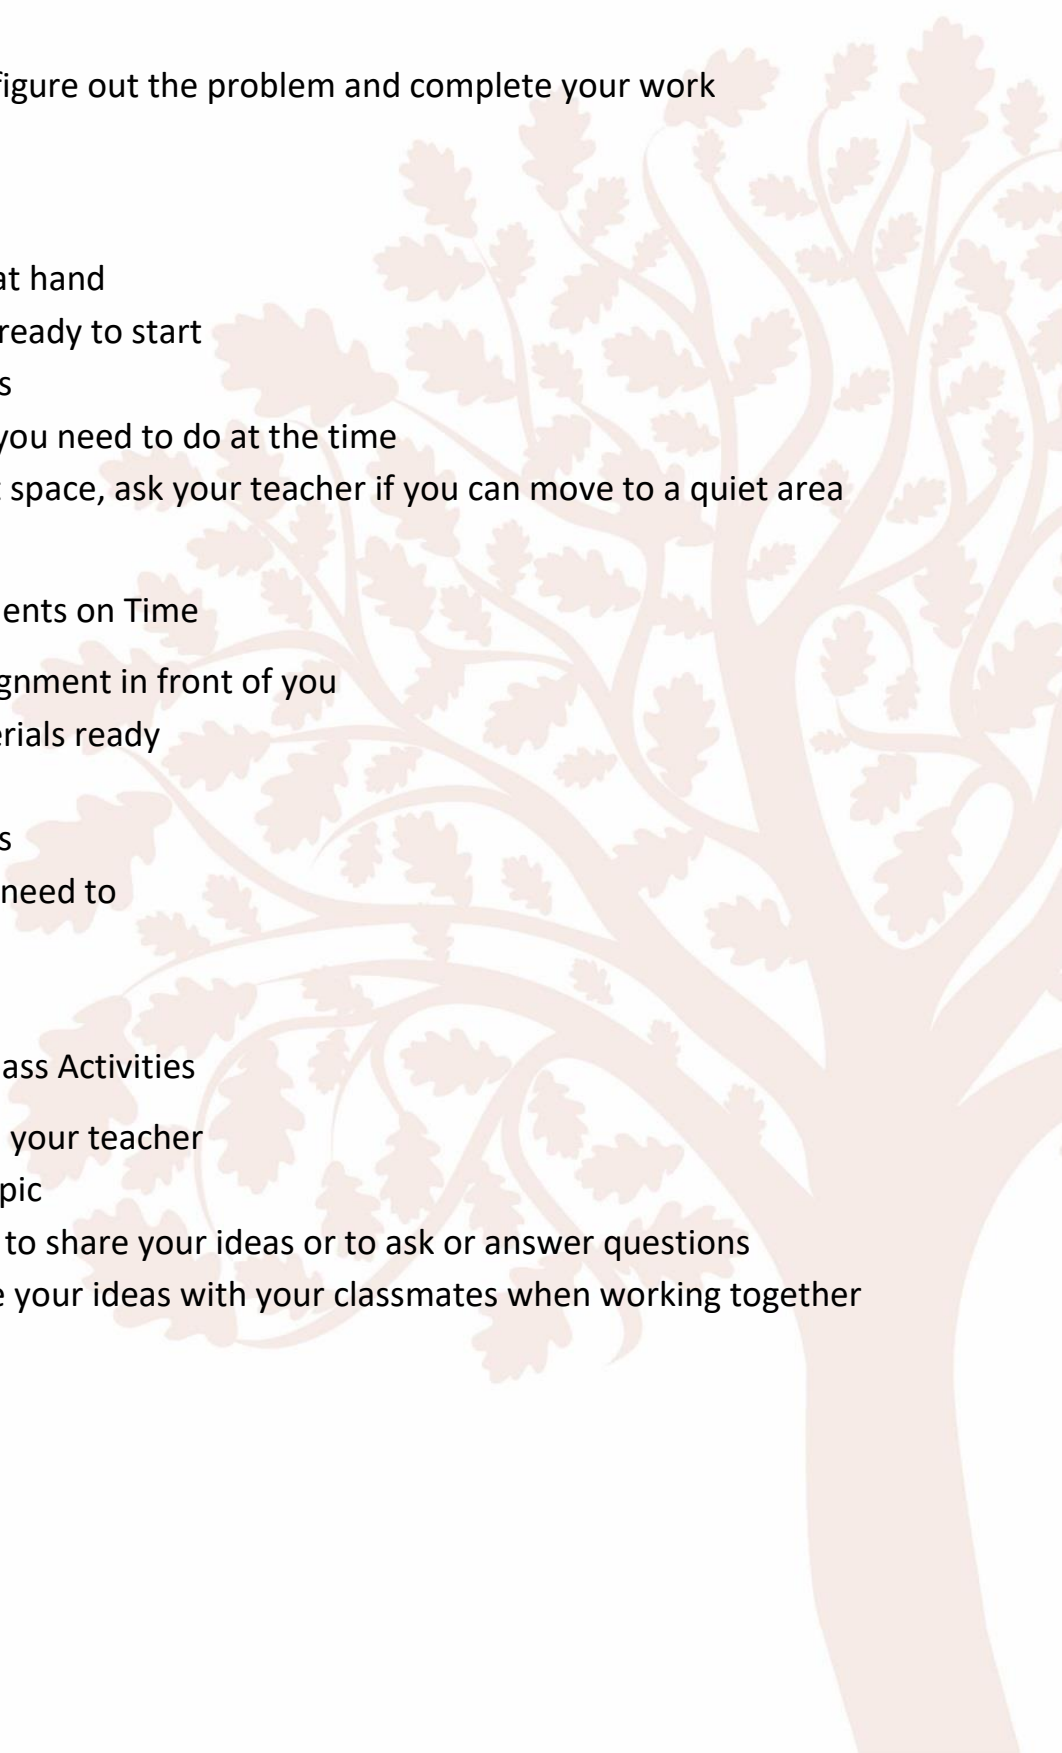 figure out the problem and complete your work
at hand
ready to start
s
you need to do at the time
space, ask your teacher if you can move to a quiet area
ents on Time
gnment in front of you
erials ready
s
need to
ass Activities
your teacher
pic
to share your ideas or to ask or answer questions
e your ideas with your classmates when working together